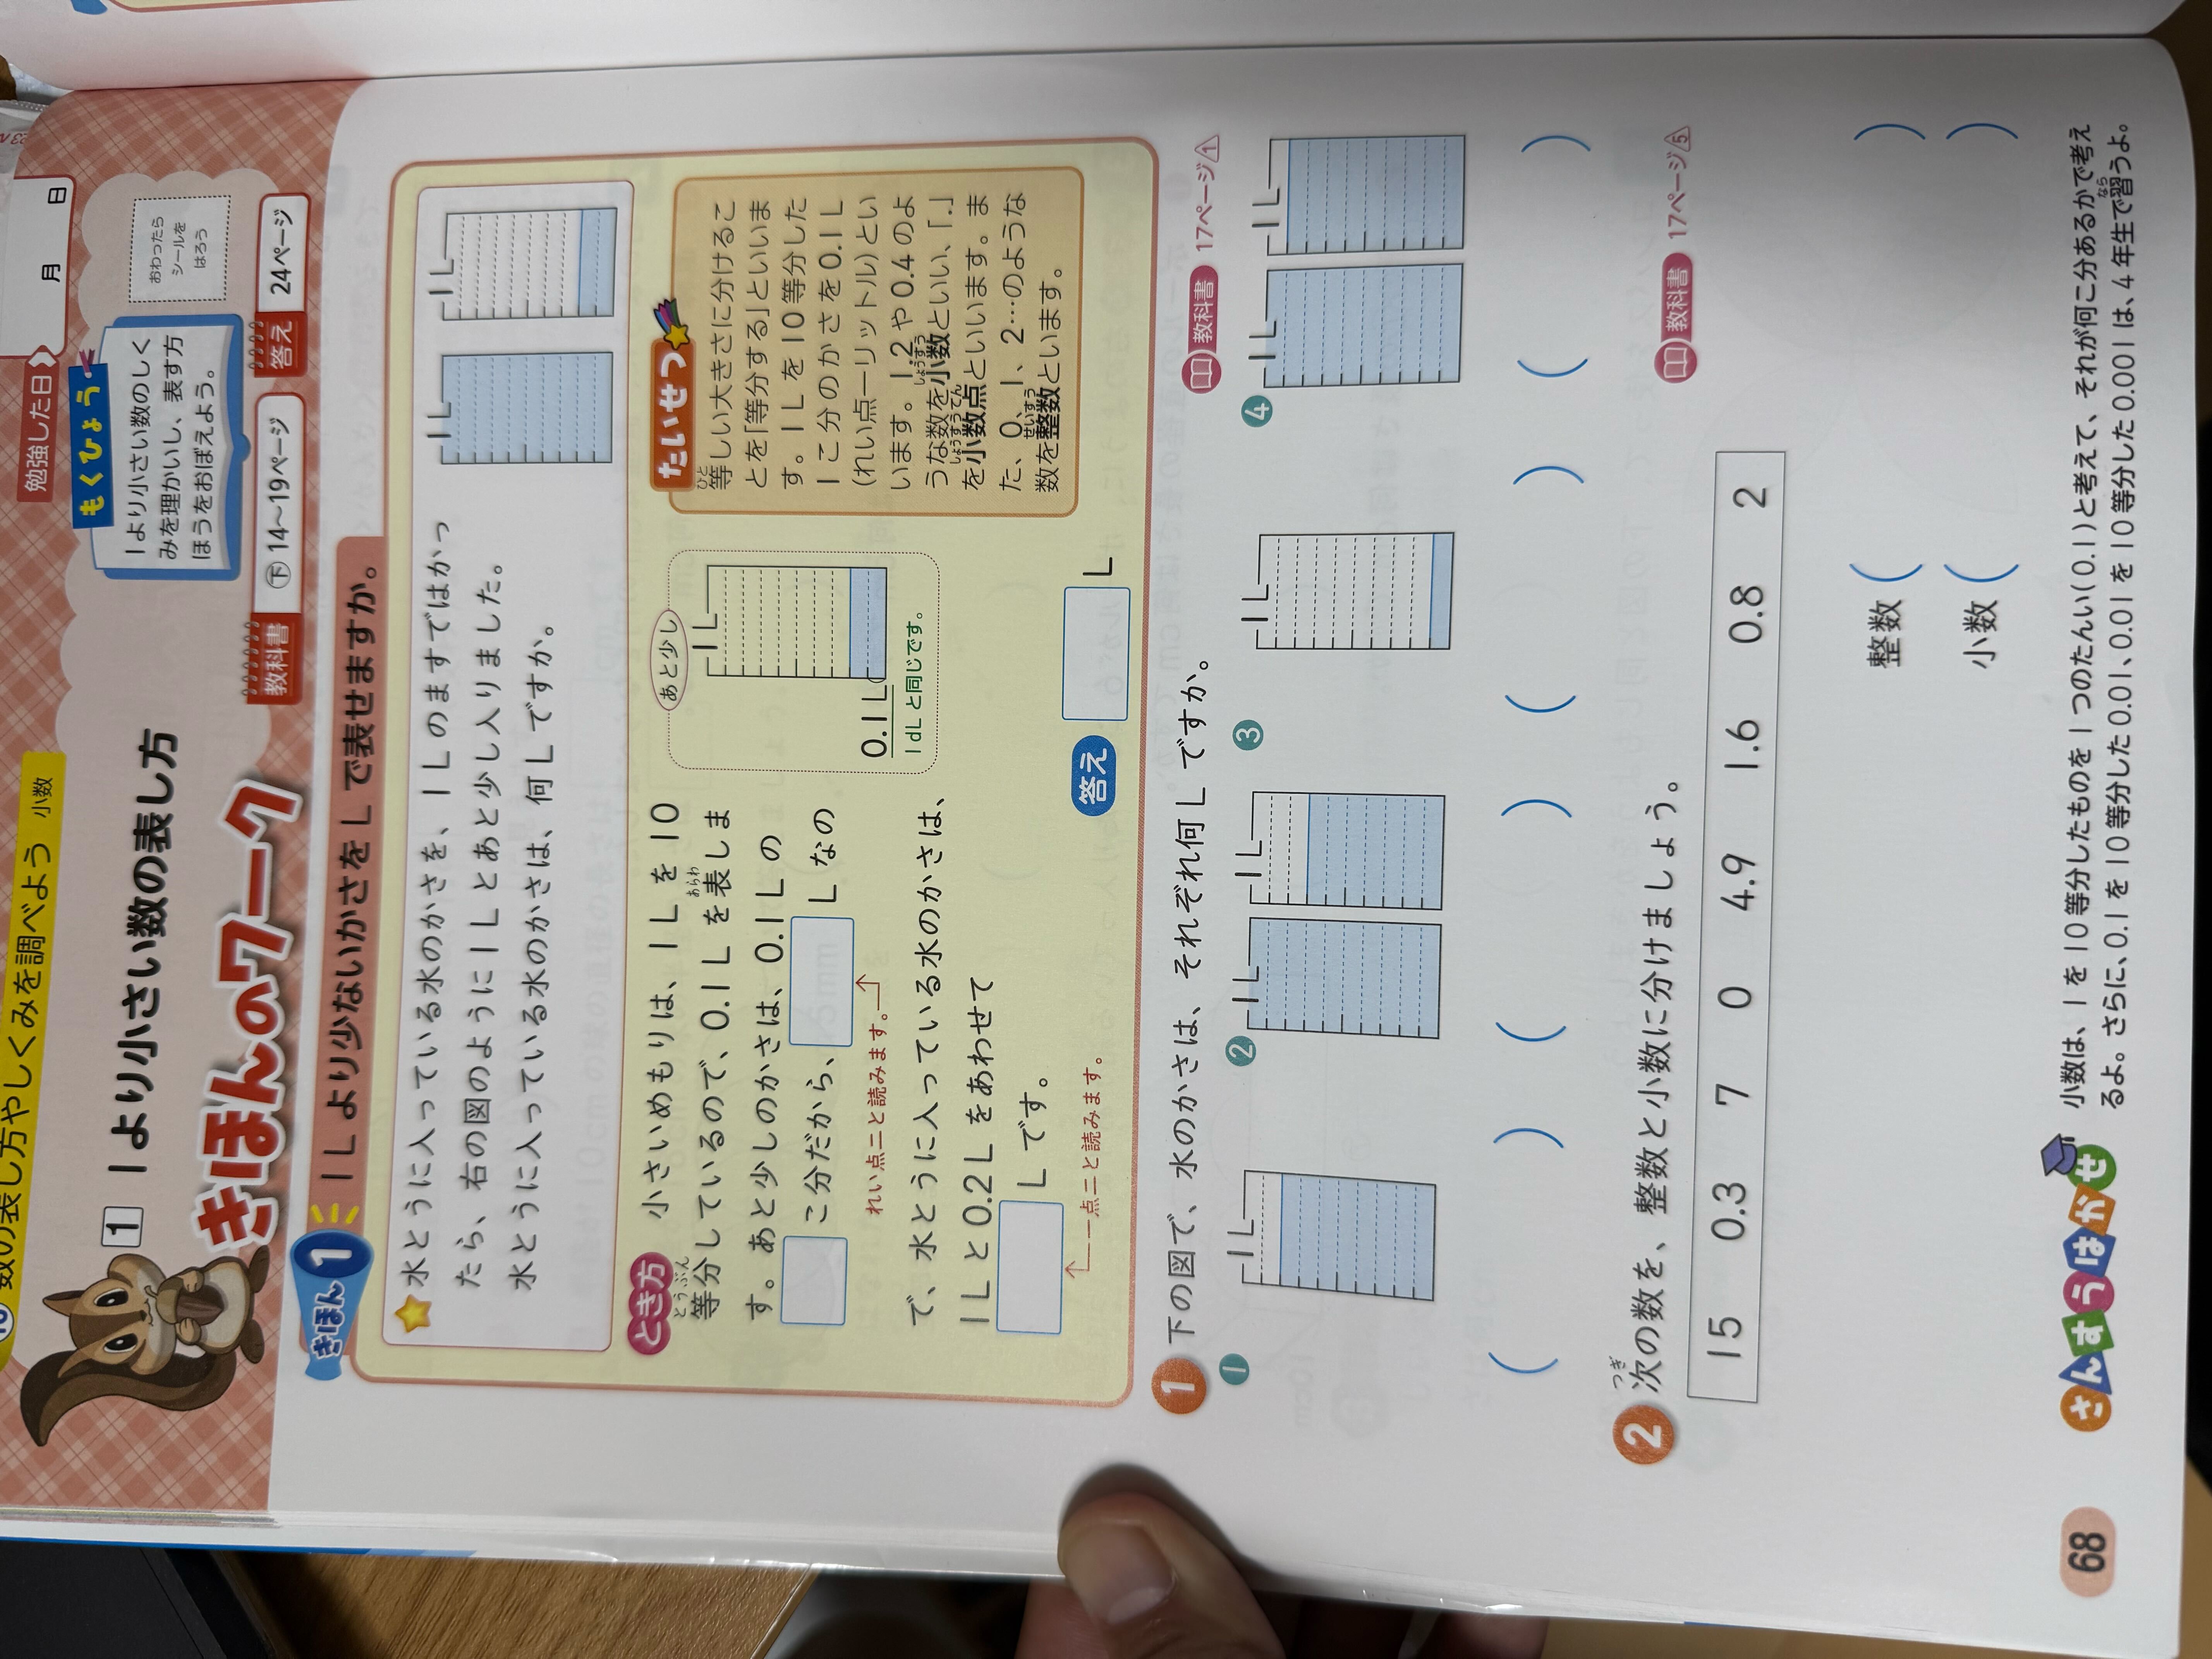 数の表し方やしくみを調べよう 小数
勉強した日 月 日
1 1より小さい数の表し方
きほんのワーク
もくひょう
1より小さい数のしく
みを理かいし、表す方
ほうをおぼえよう。
おわったら
シールを
はろう
教科書 下 14〜19ページ
答え 24ページ
きほん 1 1Lより少ないかさをLで表せますか。
水とうに入っている水のかさを、1Lのますではかっ
たら、右の図のように1Lとあと少し入りました。
水とうに入っている水のかさは、何Lですか。
1L 1L
とき方 小さいめもりは、1Lを10
等分しているので、0.1Lを表しま
とうぶん
あらわ
す。あと少しのかさは、0.1Lの
こ分だから、 Lなの
れい点二と読みます。
で、水とうに入っている水のかさは、
1Lと0.2Lをあわせて
Lです。
一点二と読みます。
あと少し
1L
0.1L
1dLと同じです。
答え L
たいせつ
ひと
等しい大きさに分けるこ
とを「等分する」といいま
す。1Lを10等分した
1こ分のかさを0.1L
(れい点一リットル)とい
います。1.2や0.4のよ
しょうすう
うな数を小数といい、「.」
しょうすうてん
を小数点といいます。ま
た、0、1、2…のような
せいすう
数を整数といます。
1 下の図で、水のかさは、それぞれ何Lですか。
教科書 17ページ 1
1 1L
2 1L 1L
3 1L
4 1L 1L
( ) ( ) ( ) ( )
つぎ
2 次の数を、整数と小数に分けましょう。
教科書 17ページ 5
15 0.3 7 0 4.9 1.6 0.8 2
整数 ( )
小数 ( )
さんすうはかせ
小数は、1を10等分したものを1つのたんい(0.1)と考えて、それが何こ分あるかで考え
なら
るよ。さらに、0.1を10等分した0.01、0.01を10等分した0.001は、4年生で習うよ。
68